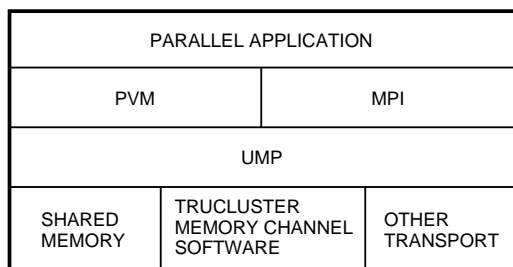 PARALLEL APPLICATION
PVM
MPI
UMP
SHARED
MEMORY
TRUCLUSTER
MEMORY CHANNEL
SOFTWARE
OTHER
TRANSPORT